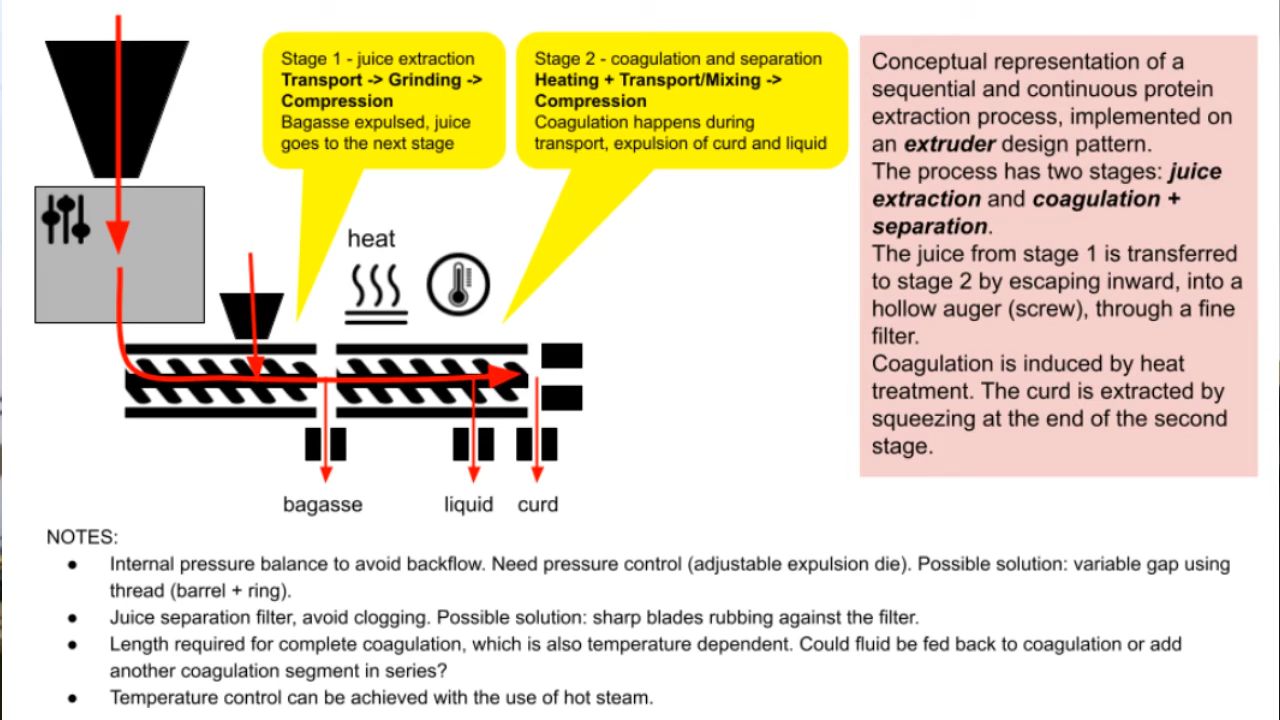 Stage 1 - juice extraction
Transport -> Grinding ->
Compression
Bagasse expulsed, juice
goes to the next stage
Stage 2 - coagulation and separation
Heating + Transport/Mixing ->
Compression
Coagulation happens during
transport, expulsion of curd and liquid
Conceptual representation of a
sequential and continuous protein
extraction process, implemented on
an extruder design pattern.
The process has two stages: juice
extraction and coagulation +
separation.
The juice from stage 1 is transferred
to stage 2 by escaping inward, into a
hollow auger (screw), through a fine
filter.
Coagulation is induced by heat
treatment. The curd is extracted by
squeezing at the end of the second
stage.
heat
bagasse
liquid
curd
NOTES:
● Internal pressure balance to avoid backflow. Need pressure control (adjustable expulsion die). Possible solution: variable gap using
thread (barrel + ring).
● Juice separation filter, avoid clogging. Possible solution: sharp blades rubbing against the filter.
● Length required for complete coagulation, which is also temperature dependent. Could fluid be fed back to coagulation or add
another coagulation segment in series?
● Temperature control can be achieved with the use of hot steam.